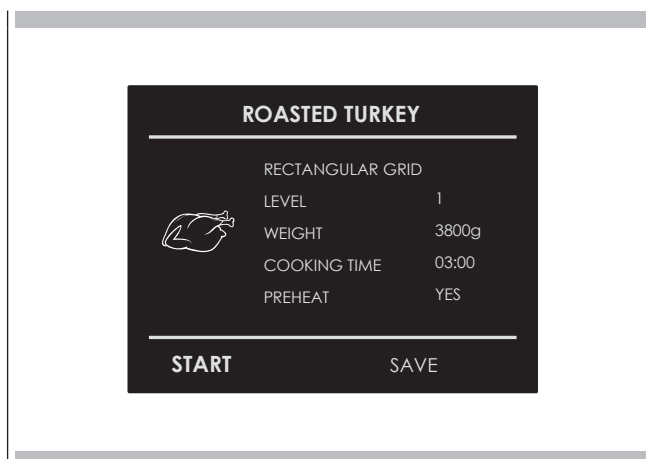 ROASTED TURKEY
RECTANGULAR GRID
LEVEL 1
WEIGHT 3800g
COOKING TIME 03:00
PREHEAT YES
START SAVE